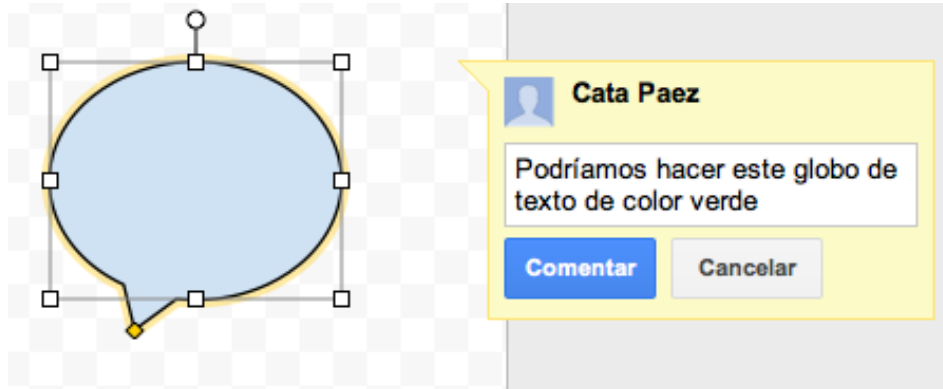 Cata Paez
Podríamos hacer este globo de
texto de color verde
Comentar
Cancelar